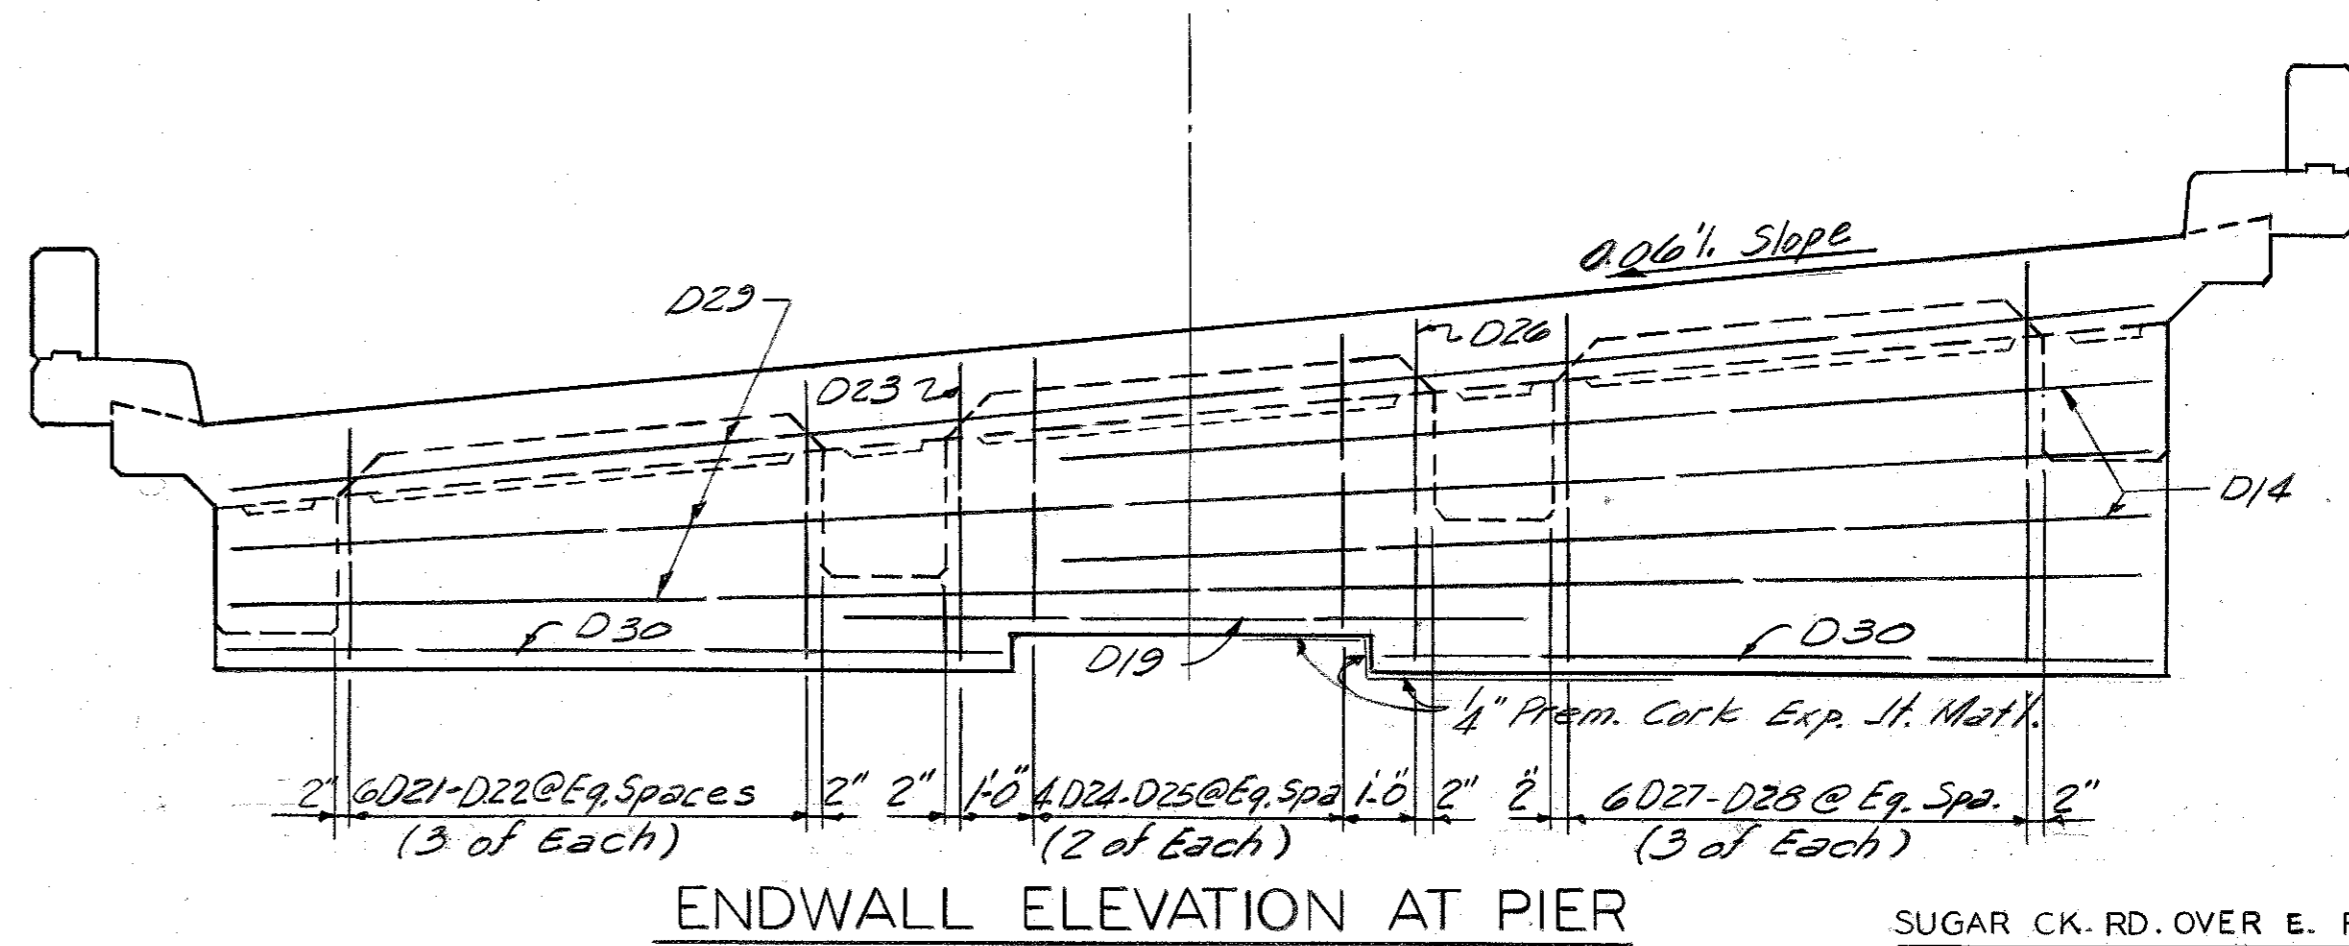 0.06'/. Slope
D29
D26
D23
D14
D30
D30
D19
1/4" Prem. Cork Exp. Jt. Mat'l.
2" 6D21-D22@Eq.Spaces 2" 2" 1'-0" 4D24-D25@Eq.Spa 1'-0" 2" 2" 6D27-D28 @ Eq. Spa. 2"
(3 of Each) (2 of Each) (3 of Each)
ENDWALL ELEVATION AT PIER
SUGAR CK. RD. OVER E.